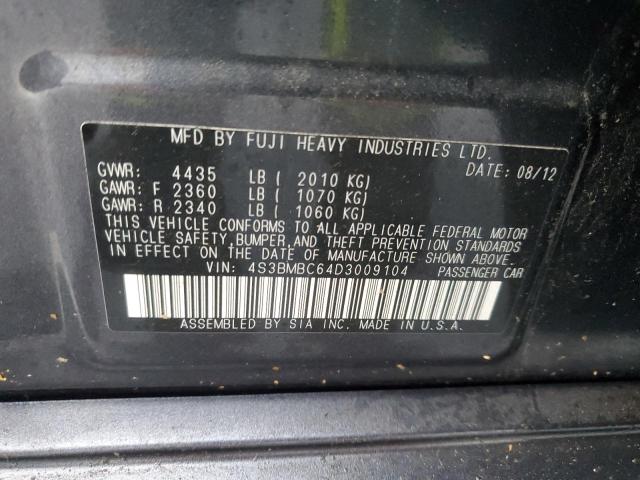 MFD BY FUJI HEAVY INDUSTRIES LTD.
DATE: 08/12
GVWR: 4435 LB ( 2010 KG)
GAWR: F 2360 LB ( 1070 KG)
GAWR: R 2340 LB ( 1060 KG)
THIS VEHICLE CONFORMS TO ALL APPLICABLE FEDERAL MOTOR
VEHICLE SAFETY, BUMPER, AND THEFT PREVENTION STANDARDS
IN EFFECT ON THE DATE OF MANUFACTURE SHOWN ABOVE.
VIN: 4S3BMBC64D3009104 PASSENGER CAR
ASSEMBLED BY SIA INC. MADE IN U.S.A.